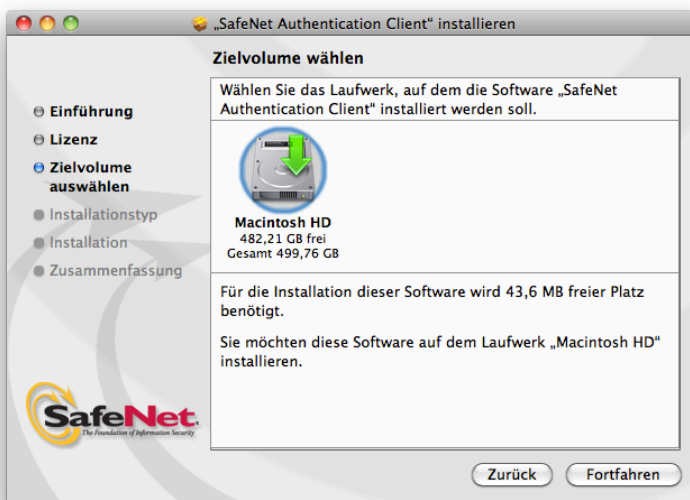 „SafeNet Authentication Client“ installieren
Zielvolume wählen
Einführung
Lizenz
Zielvolume
auswählen
Installationstyp
Installation
Zusammenfassung
Wählen Sie das Laufwerk, auf dem die Software „SafeNet
Authentication Client“ installiert werden soll.
Macintosh HD
482,21 GB frei
Gesamt 499,76 GB
Für die Installation dieser Software wird 43,6 MB freier Platz
benötigt.
Sie möchten diese Software auf dem Laufwerk „Macintosh HD“
installieren.
SafeNet.
The Foundation of Information Security
Zurück
Fortfahren